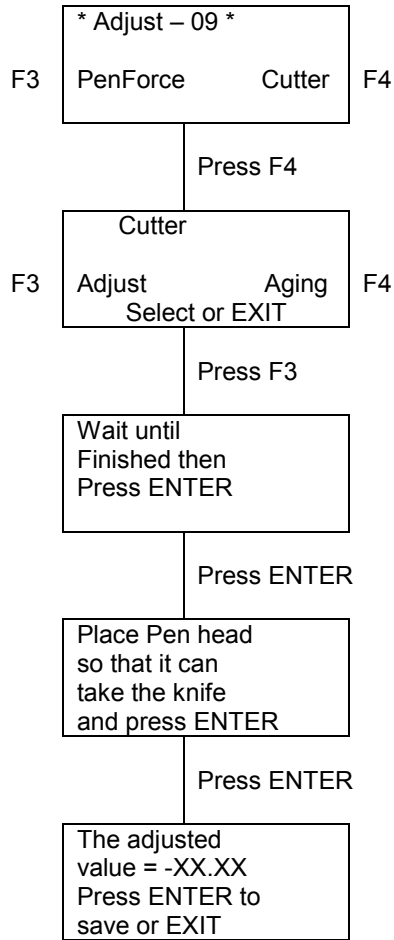 * Adjust – 09 *
F3 PenForce Cutter F4
Press F4
Cutter
F3 Adjust Aging F4
Select or EXIT
Press F3
Wait until
Finished then
Press ENTER
Press ENTER
Place Pen head
so that it can
take the knife
and press ENTER
Press ENTER
The adjusted
value = -XX.XX
Press ENTER to
save or EXIT